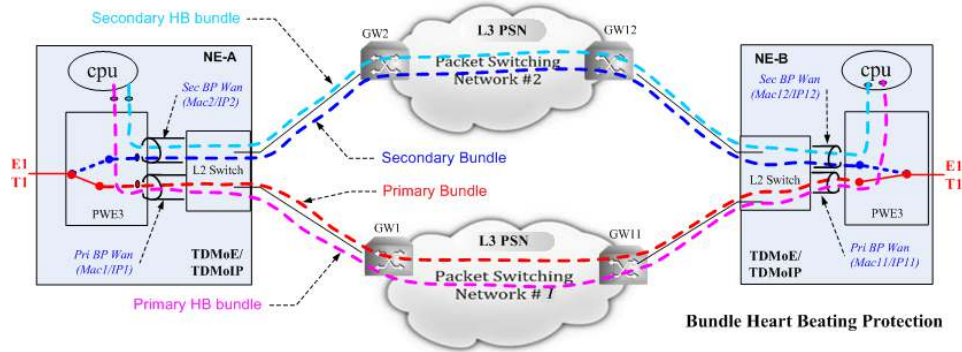 Secondary HB bundle
L3 PSN
GW2
GW12
NE-A
NE-B
Packet Switching
Network #2
cpu
cpu
Sec BP Wan
(Mac2/IP2)
Sec BP Wan
(Mac12/IP12)
E1
T1
L2 Switch
Secondary Bundle
Primary Bundle
L2 Switch
E1
T1
PWE3
PWE3
GW1
L3 PSN
GW11
Pri BP Wan
(Mac1/IP1)
TDMoE/
TDMoIP
Packet Switching
Network # 1
TDMoE/
TDMoIP
Pri BP Wan
(Mac11/IP11)
Primary HB bundle
Bundle Heart Beating Protection